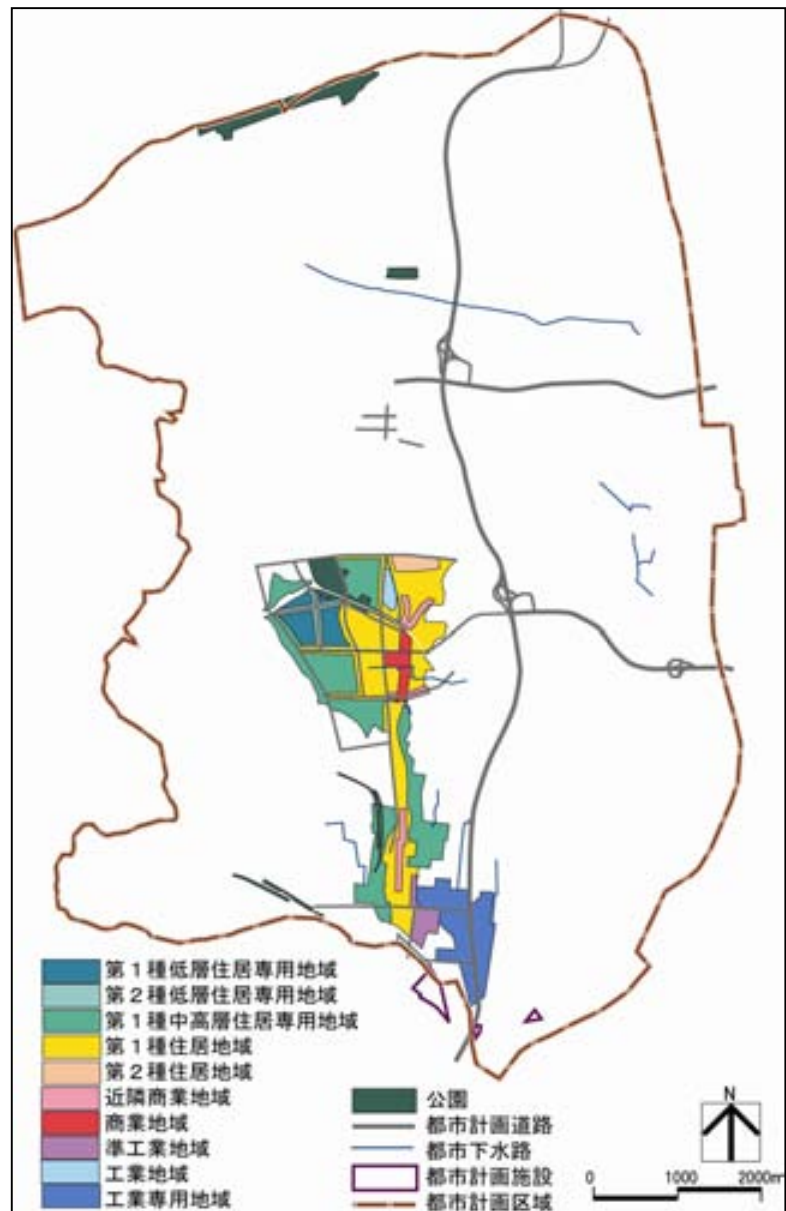 第１種低層住居専用地域
第２種低層住居専用地域
第１種中高層住居専用地域
第１種住居地域
第２種住居地域
近隣商業地域
商業地域
準工業地域
工業地域
工業専用地域
公園
都市計画道路
都市下水路
都市計画施設
都市計画区域
N
0 1000 2000m